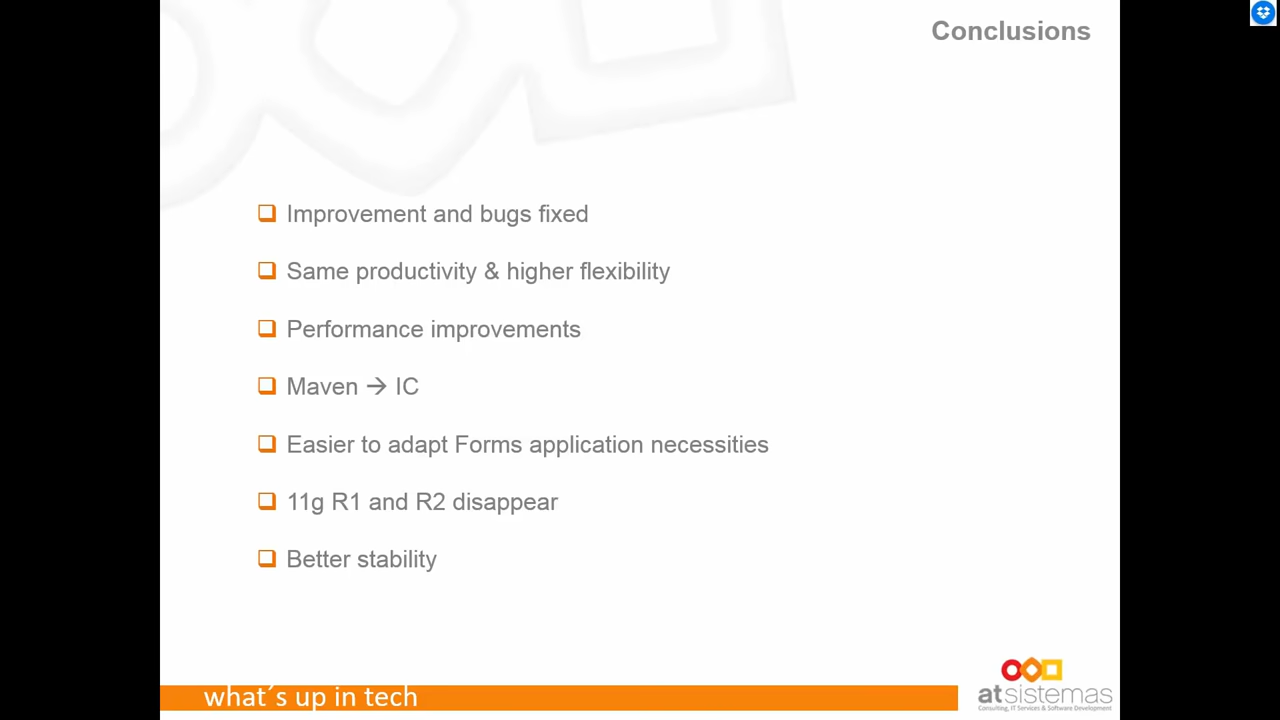 Conclusions
Improvement and bugs fixed
Same productivity & higher flexibility
Performance improvements
Maven → IC
Easier to adapt Forms application necessities
11g R1 and R2 disappear
Better stability
what´s up in tech
atsistemas
Consulting, IT Services & Software Development